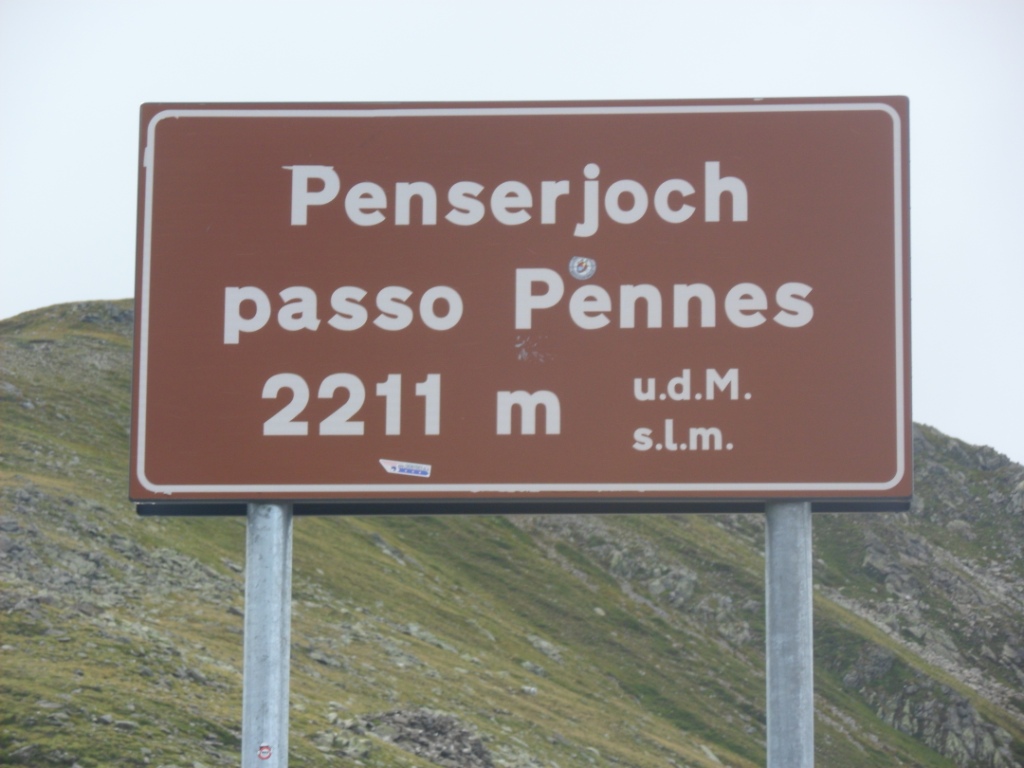 Penserjoch
passo Pennes
2211 m u.d.M.
s.l.m.